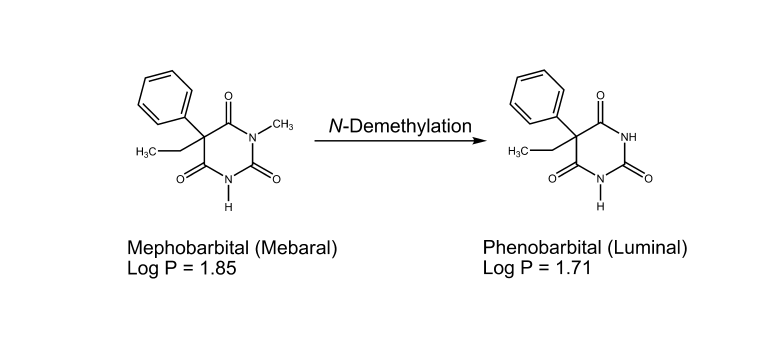 O
CH₃
N
H₃C
O
N
O
H
N-Demethylation
O
NH
H₃C
O
N
O
H
Mephobarbital (Mebaral)
Log P = 1.85
Phenobarbital (Luminal)
Log P = 1.71